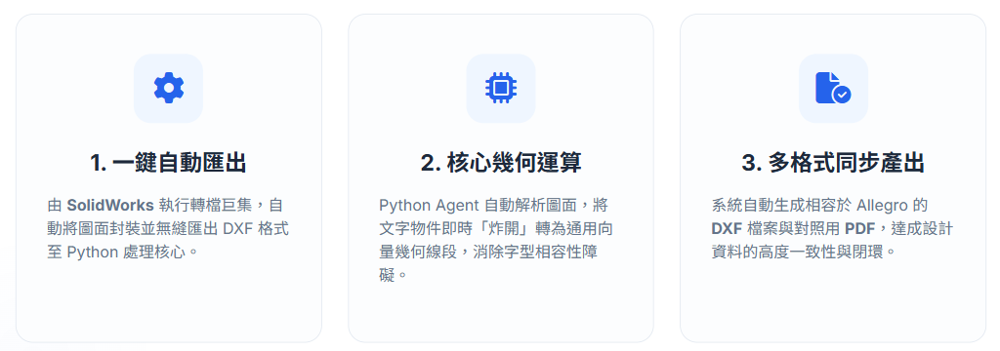 1. 一鍵自動匯出
由 SolidWorks 執行轉檔巨集，自
動將圖面封裝並無縫匯出 DXF 格式
至 Python 處理核心。
2. 核心幾何運算
Python Agent 自動解析圖面，將
文字物件即時「炸開」轉為通用向
量幾何線段，消除字型相容性障
礙。
3. 多格式同步產出
系統自動生成相容於 Allegro 的
DXF 檔案與對照用 PDF，達成設計
資料的高度一致性與閉環。